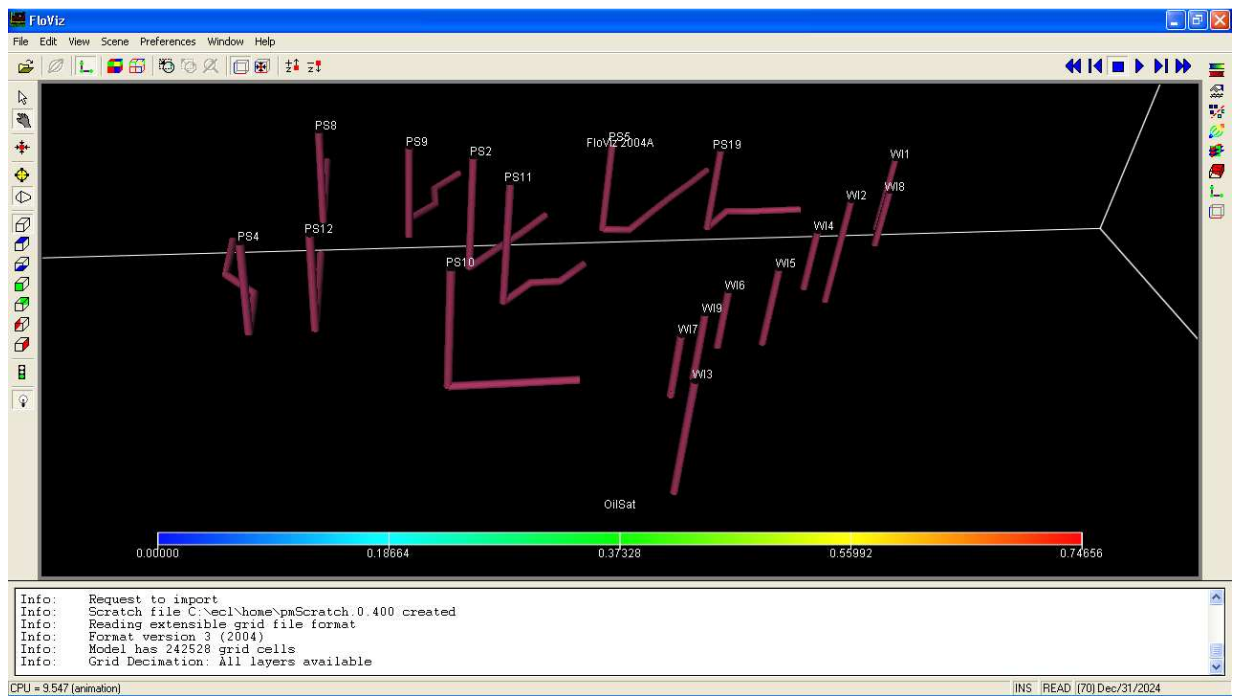 FloViz
File Edit View Scene Preferences Window Help
PS8
PS9
PS2
PS5
FloViz 2004A
PS19
WI1
PS11
WI8
WI2
PS4
PS12
WI4
PS10
WI5
WI6
WI9
WI7
WI3
OilSat
0.00000 0.18664 0.37328 0.55992 0.74656
Info: Request to import
Info: Scratch file C:\ecl\home\pmScratch.0.400 created
Info: Reading extensible grid file format
Info: Format version 3 (2004)
Info: Model has 242528 grid cells
Info: Grid Decimation: All layers available
CPU = 9.547 (animation) INS READ (70) Dec/31/2024